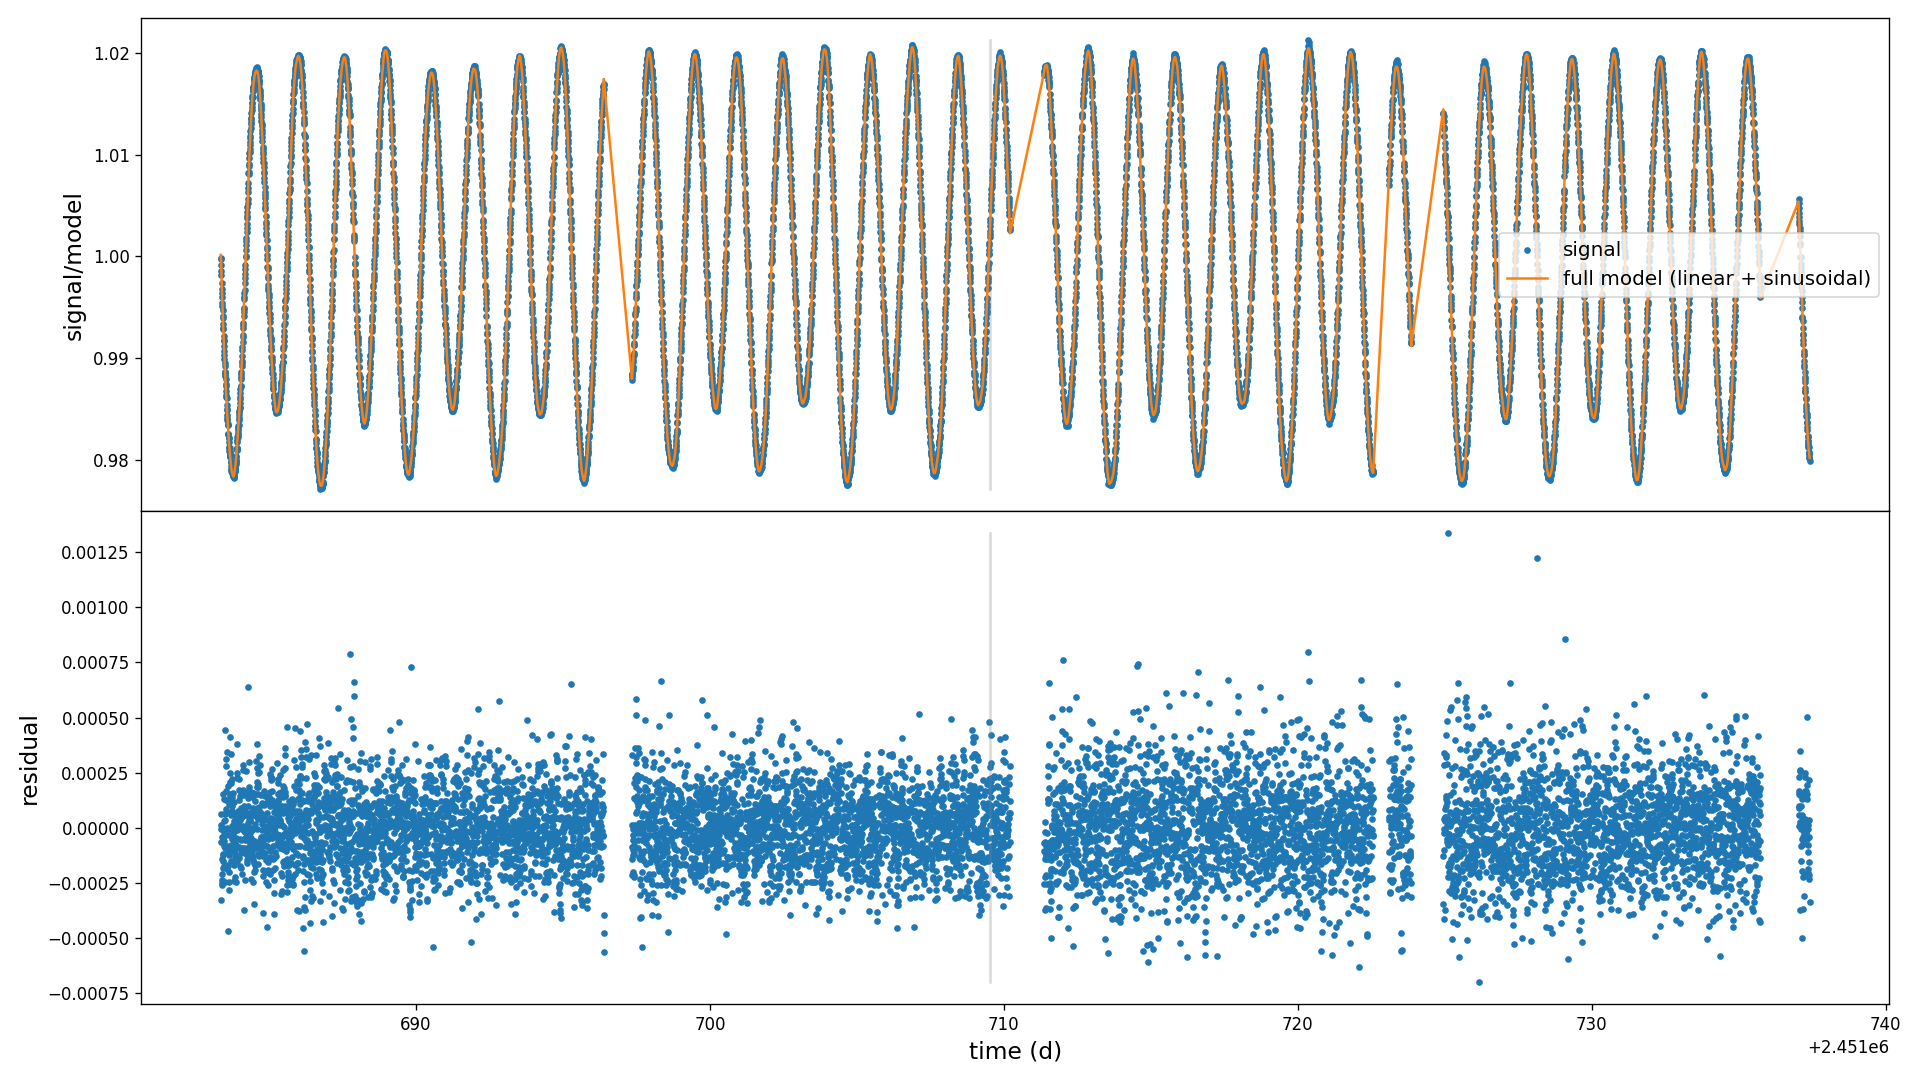 1.02
1.01
1.00
0.99
0.98
signal/model
signal
full model (linear + sinusoidal)
0.00125
0.00100
0.00075
0.00050
0.00025
0.00000
−0.00025
−0.00050
−0.00075
residual
690 700 710 720 730 740
time (d)
+2.451e6